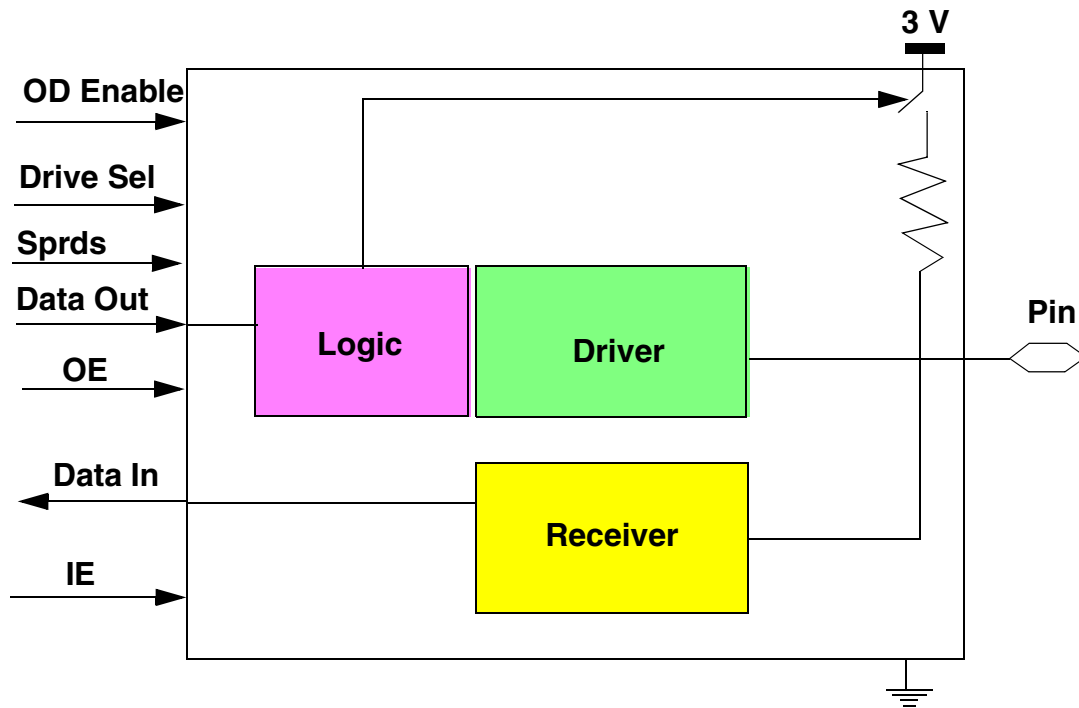 3 V
OD Enable
Drive Sel
Sprds
Data Out
Pin
Logic
Driver
OE
Data In
Receiver
IE